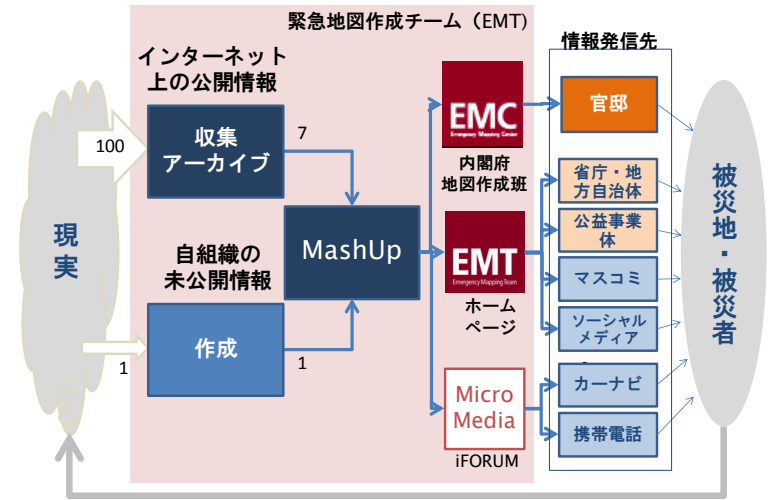 緊急地図作成チーム（EMT)
インターネット
上の公開情報
情報発信先
100
収集
アーカイブ
7
EMC
Emergency Mapping Center
内閣府
地図作成班
官邸
省庁・地
方自治体
公益事業
体
現実
自組織の
未公開情報
MashUp
EMT
Emergency Mapping Team
ホーム
ページ
マスコミ
ソーシャル
メディア
被災地・被災者
1
作成
1
Micro
Media
iFORUM
カーナビ
携帯電話